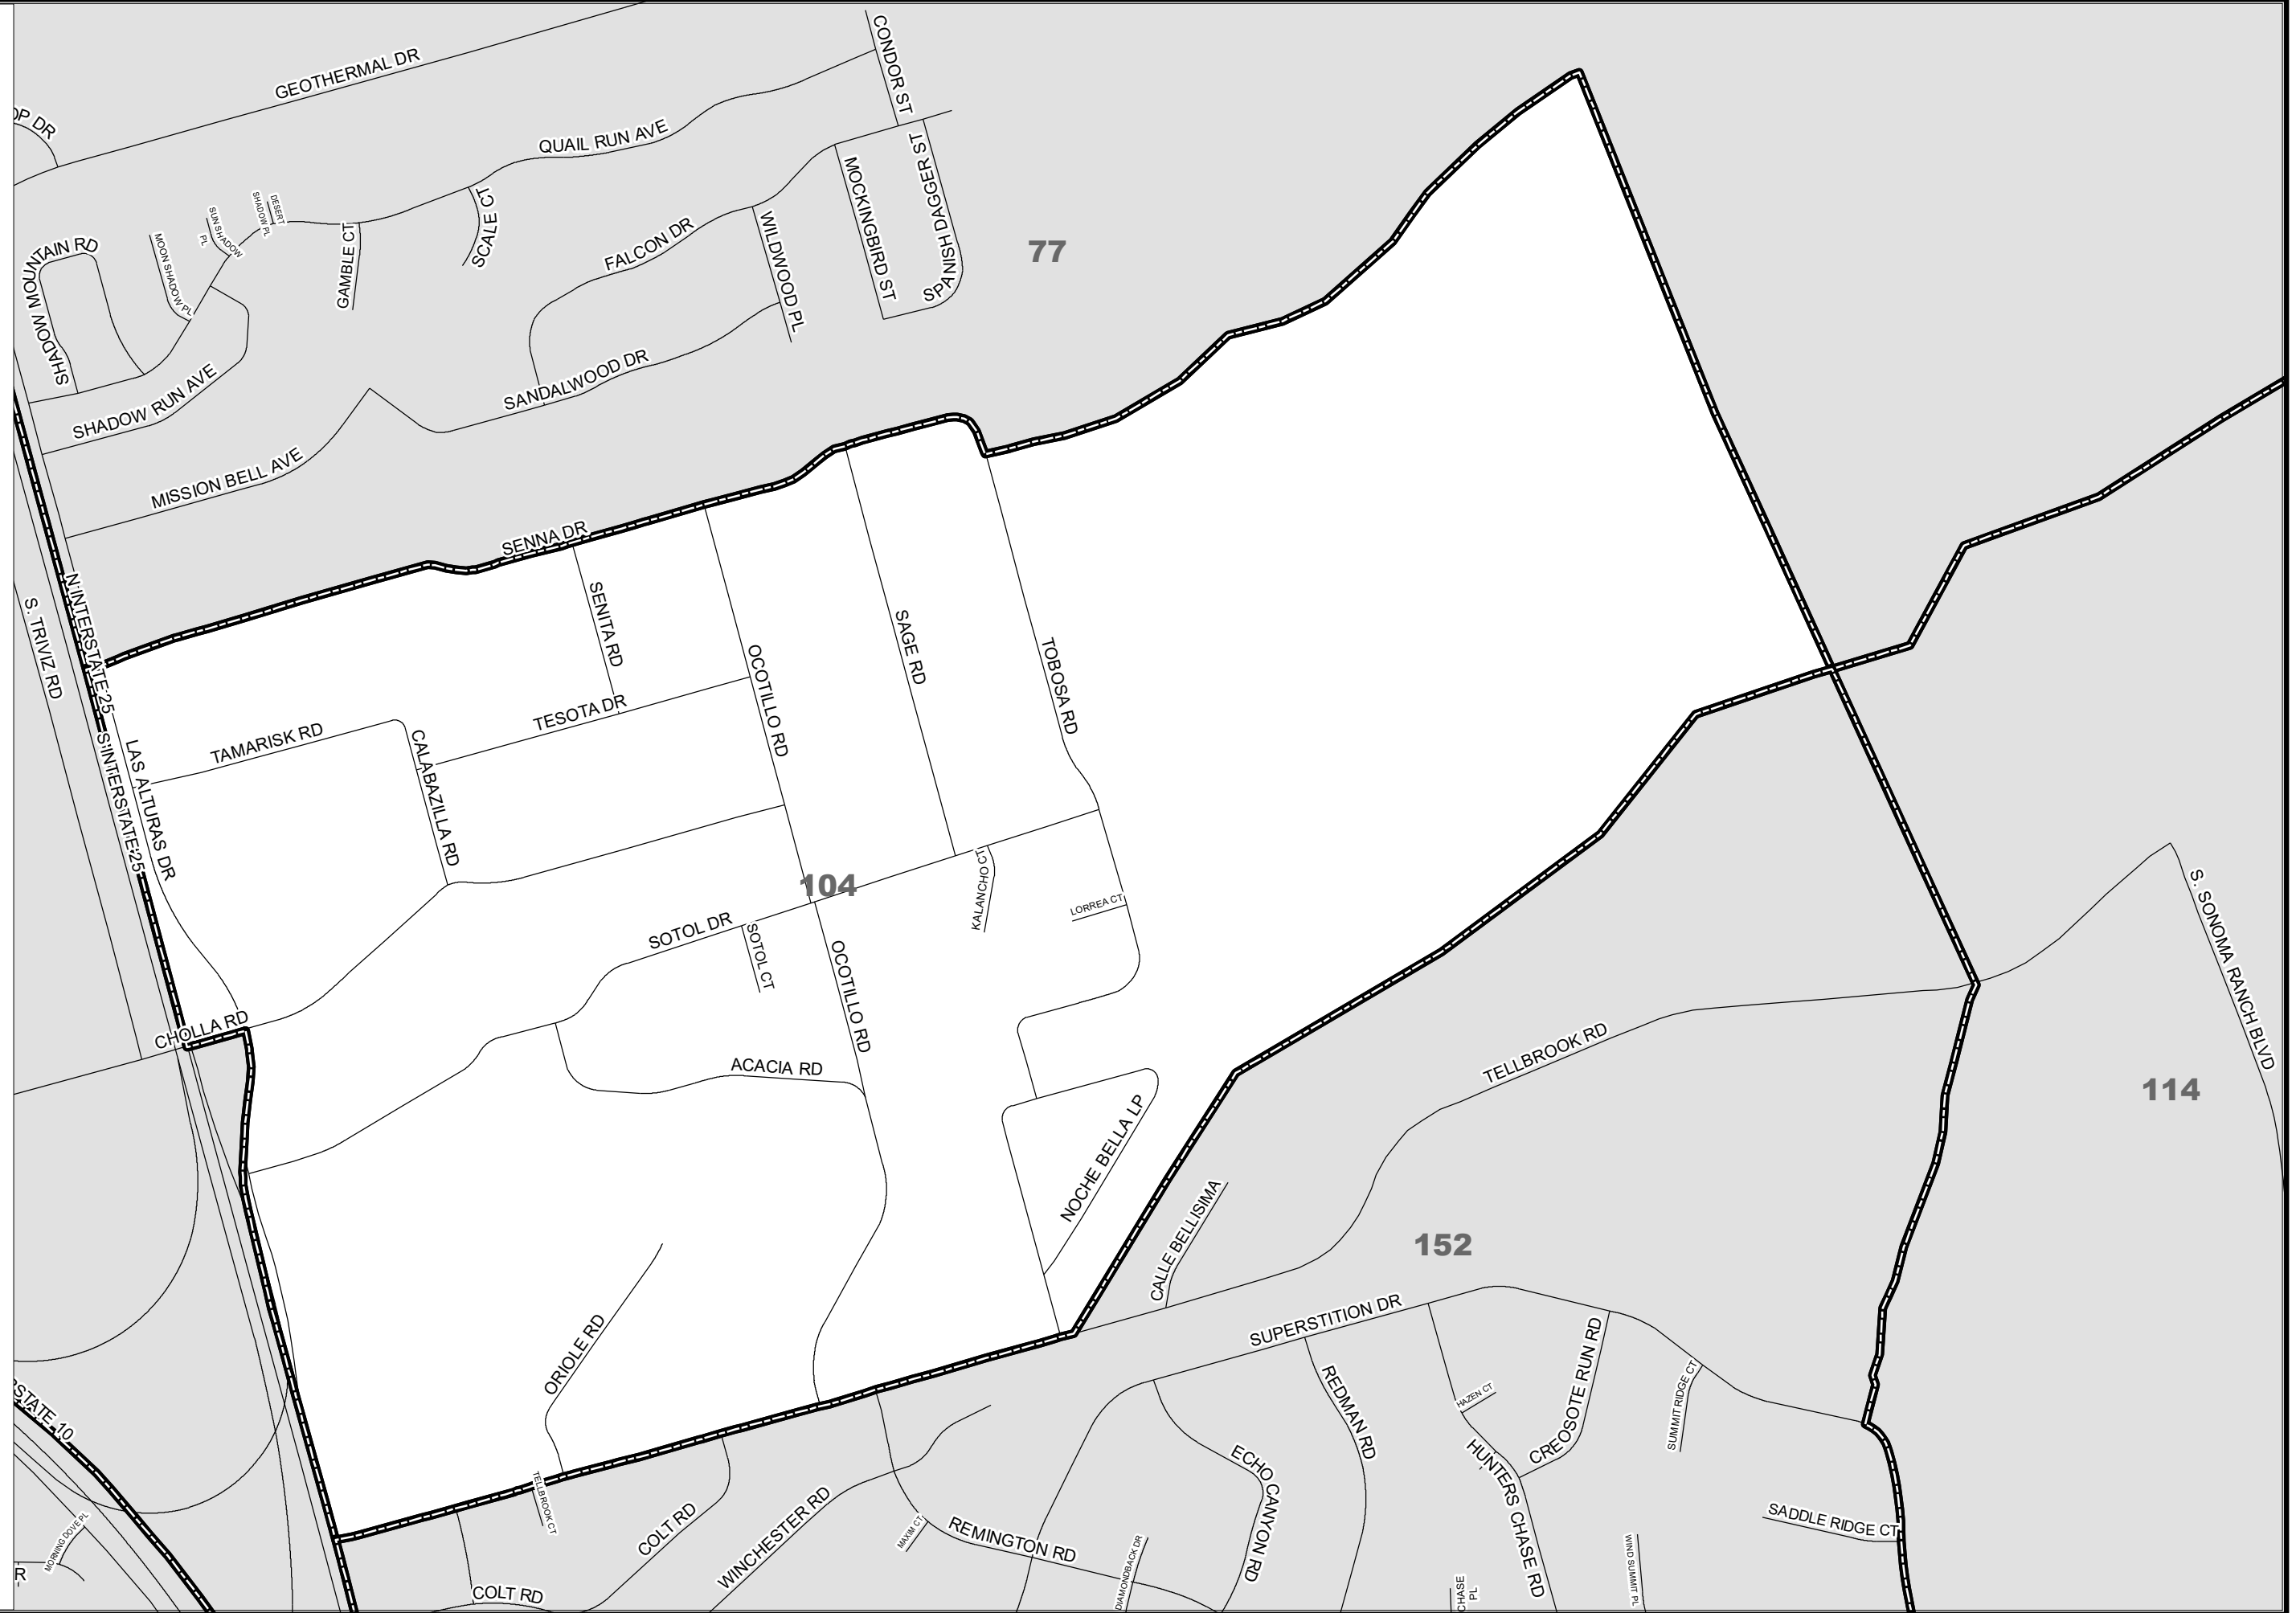 GEOTHERMAL DR
CONDOR ST
QUAIL RUN AVE
SPANISH DAGGER ST
MOCKINGBIRD ST
WILDWOOD PL
SCALE CT
FALCON DR
GAMBLE CT
DESERT
SHADOW PL
SUN SHADOW
PL
MOON SHADOW PL
SHADOW MOUNTAIN RD
77
SANDALWOOD DR
SHADOW RUN AVE
MISSION BELL AVE
SENNA DR
N INTERSTATE 25
S. TRIVIZ RD
SENITA RD
SAGE RD
OCOTILLO RD
TOBOSA RD
TESOTA DR
TAMARISK RD
CALABAZILLA RD
LAS ALTURAS DR
S INTERSTATE 25
104
KALANCHO CT
LORREA CT
SOTOL DR
SOTOL CT
OCOTILLO RD
CHOLLA RD
ACACIA RD
NOCHE BELLA LP
CALLE BELLISIMA
TELLBROOK RD
S. SONOMA RANCH BLVD
114
152
SUPERSTITION DR
ORIOLE RD
REDMAN RD
CREOSOTE RUN RD
HAZEN CT
SUMMIT RIDGE CT
HUNTERS CHASE RD
ECHO CANYON RD
TELLBROOK CT
COLT RD
WINCHESTER RD
MAXIM CT
REMINGTON RD
DIAMONDBACK DR
SADDLE RIDGE CT
WIND SUMMIT PL
CHASE
PL
COLT RD
MORNING DOVE PL
STATE 10